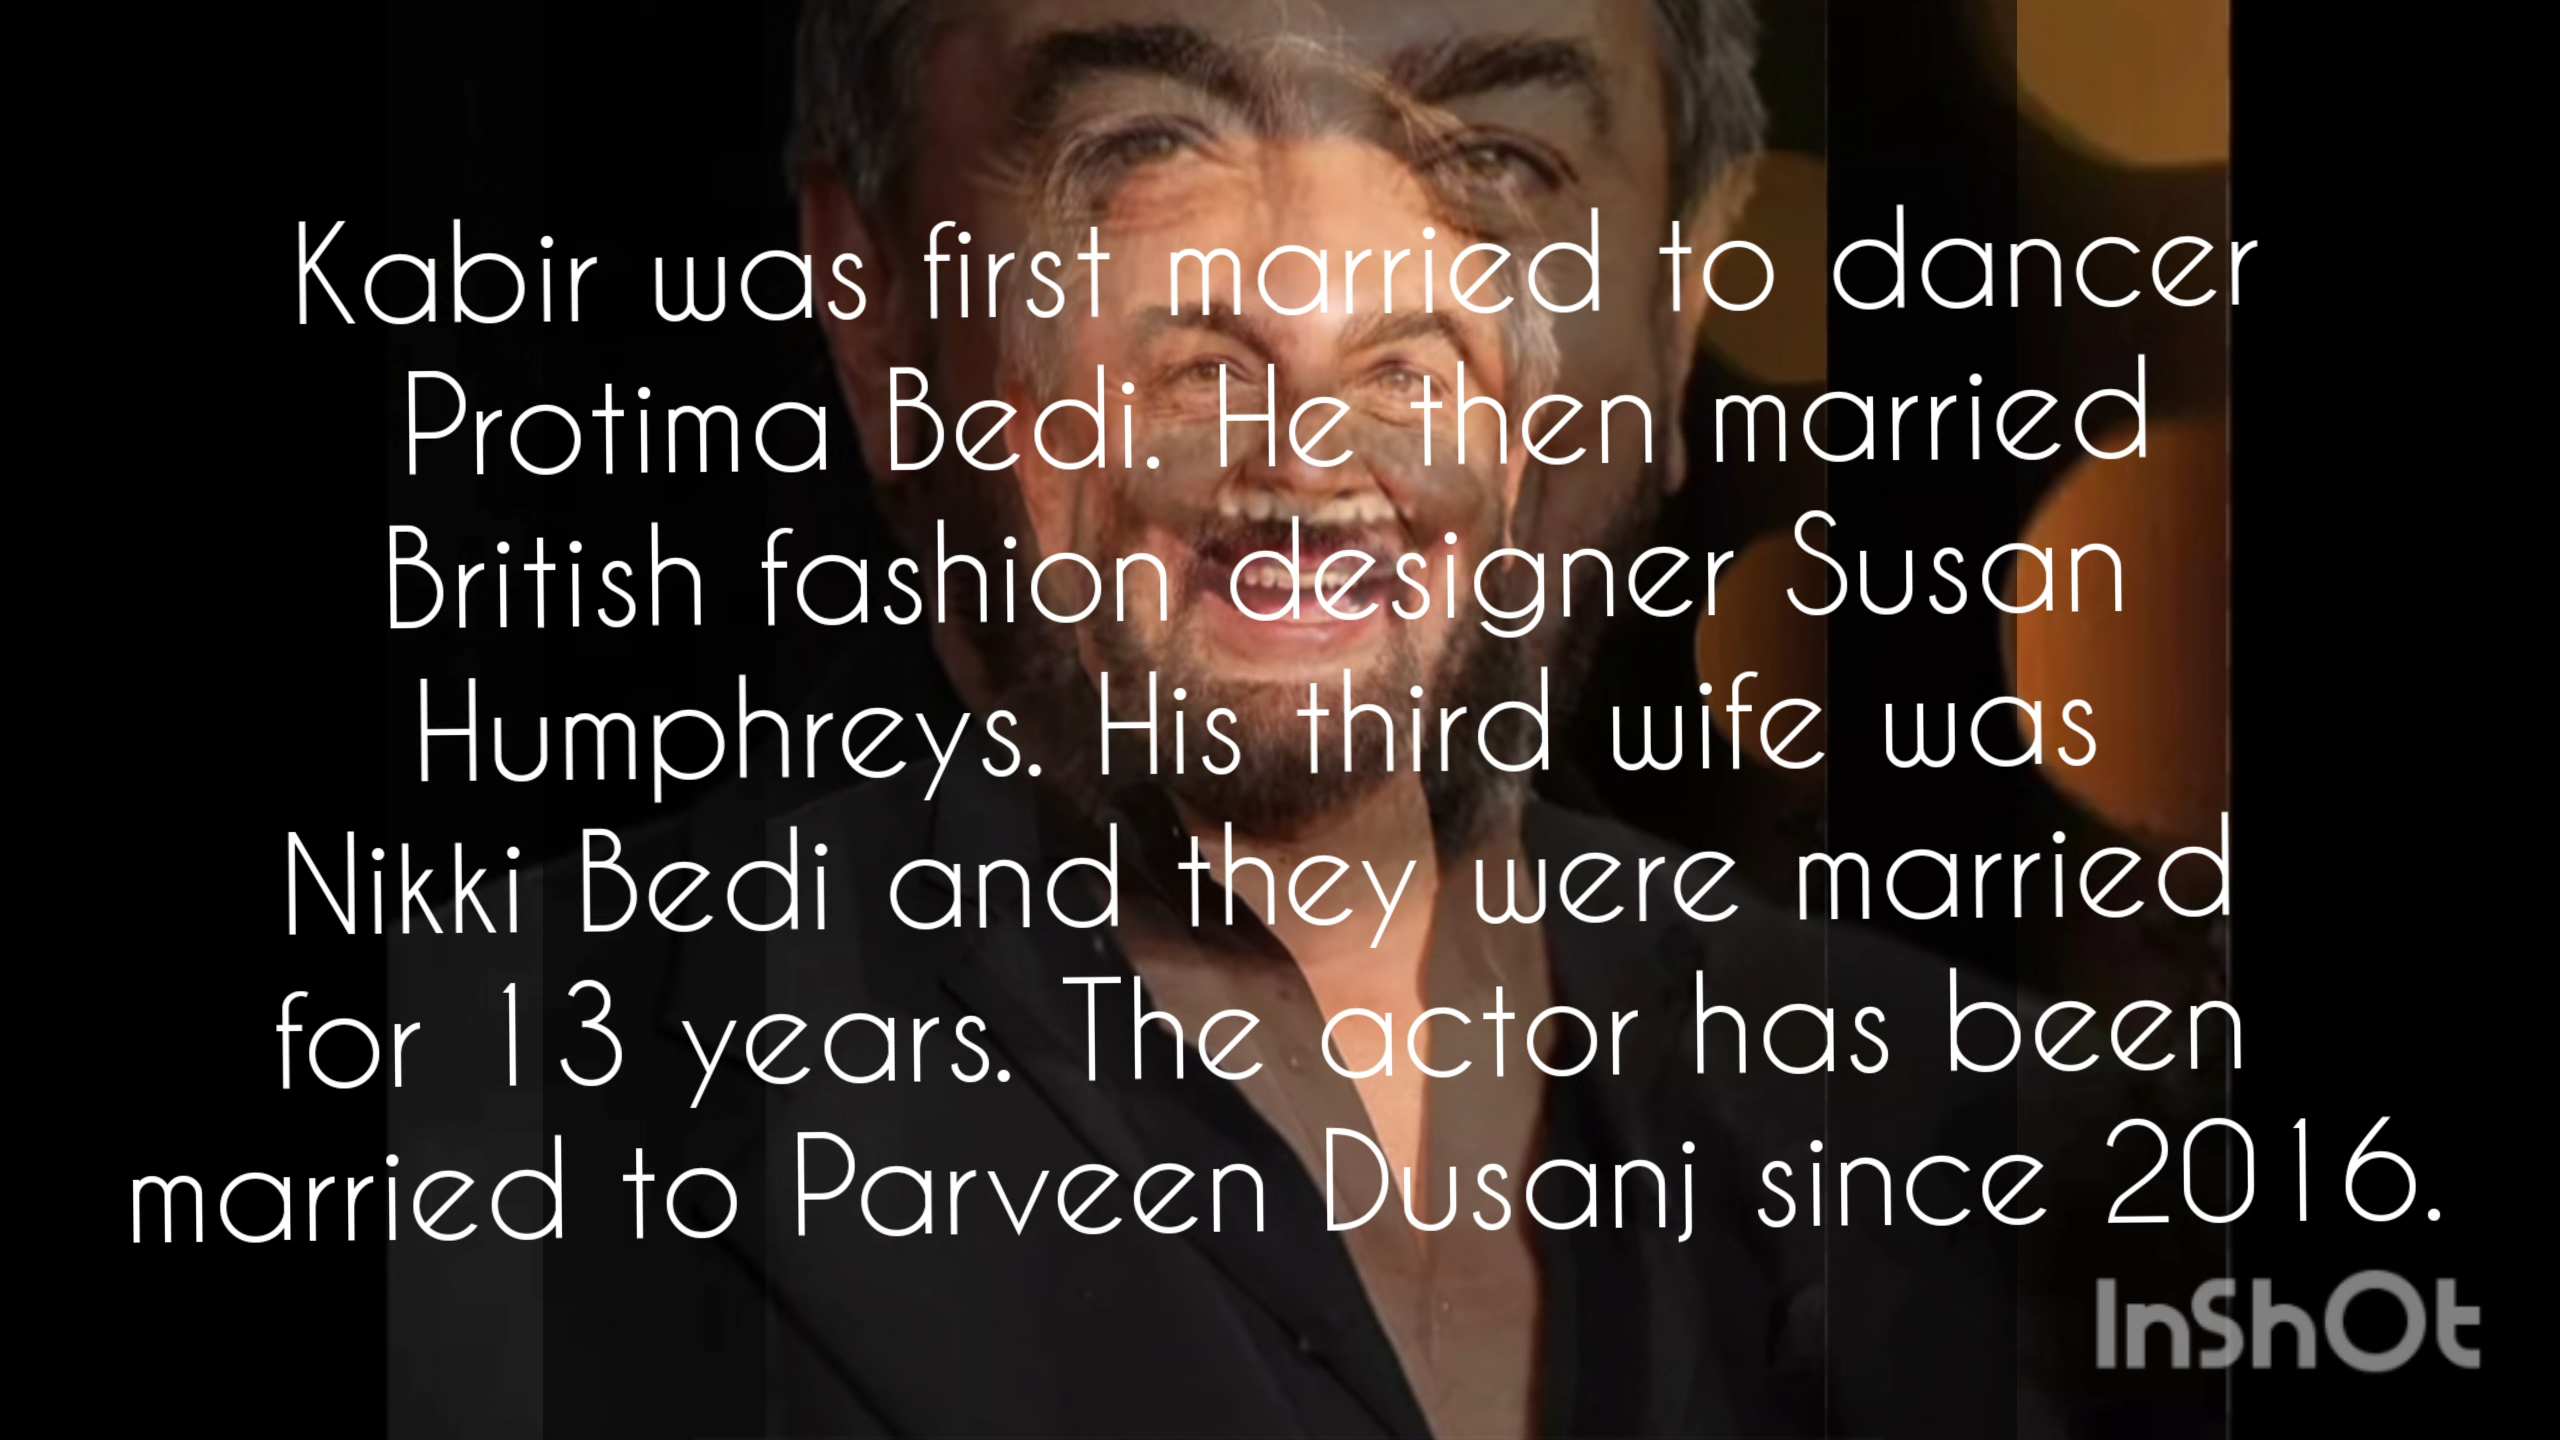 Kabir was first married to dancer
Protima Bedi. He then married
British fashion designer Susan
Humphreys. His third wife was
Nikki Bedi and they were married
for 13 years. The actor has been
married to Parveen Dusanj since 2016.
InShOt